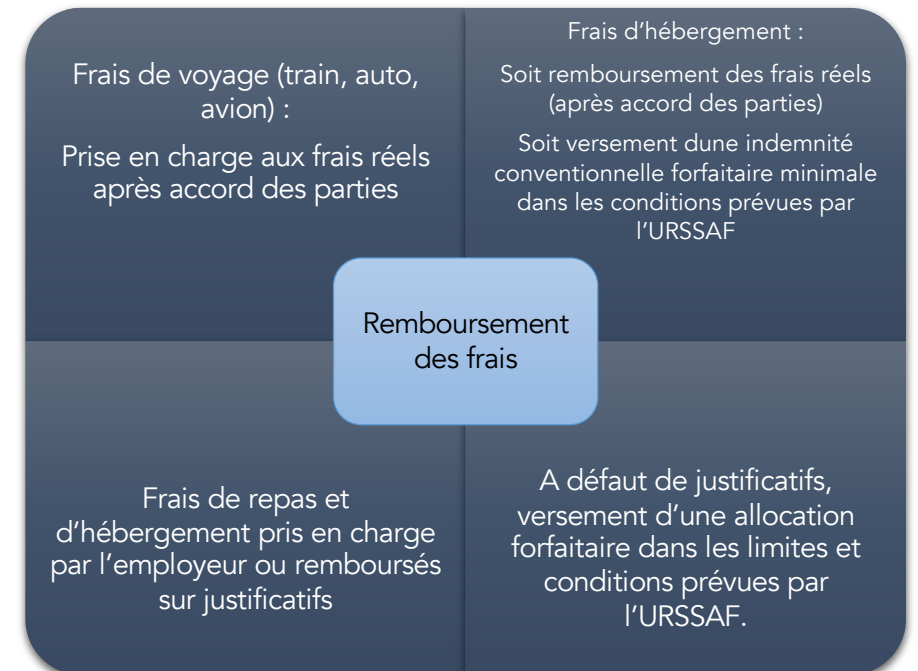 Frais de voyage (train, auto,
avion) :
Prise en charge aux frais réels
après accord des parties
Frais d’hébergement :
Soit remboursement des frais réels
(après accord des parties)
Soit versement dune indemnité
conventionnelle forfaitaire minimale
dans les conditions prévues par
l’URSSAF
Remboursement
des frais
Frais de repas et
d’hébergement pris en charge
par l’employeur ou remboursés
sur justificatifs
A défaut de justificatifs,
versement d’une allocation
forfaitaire dans les limites et
conditions prévues par
l’URSSAF.